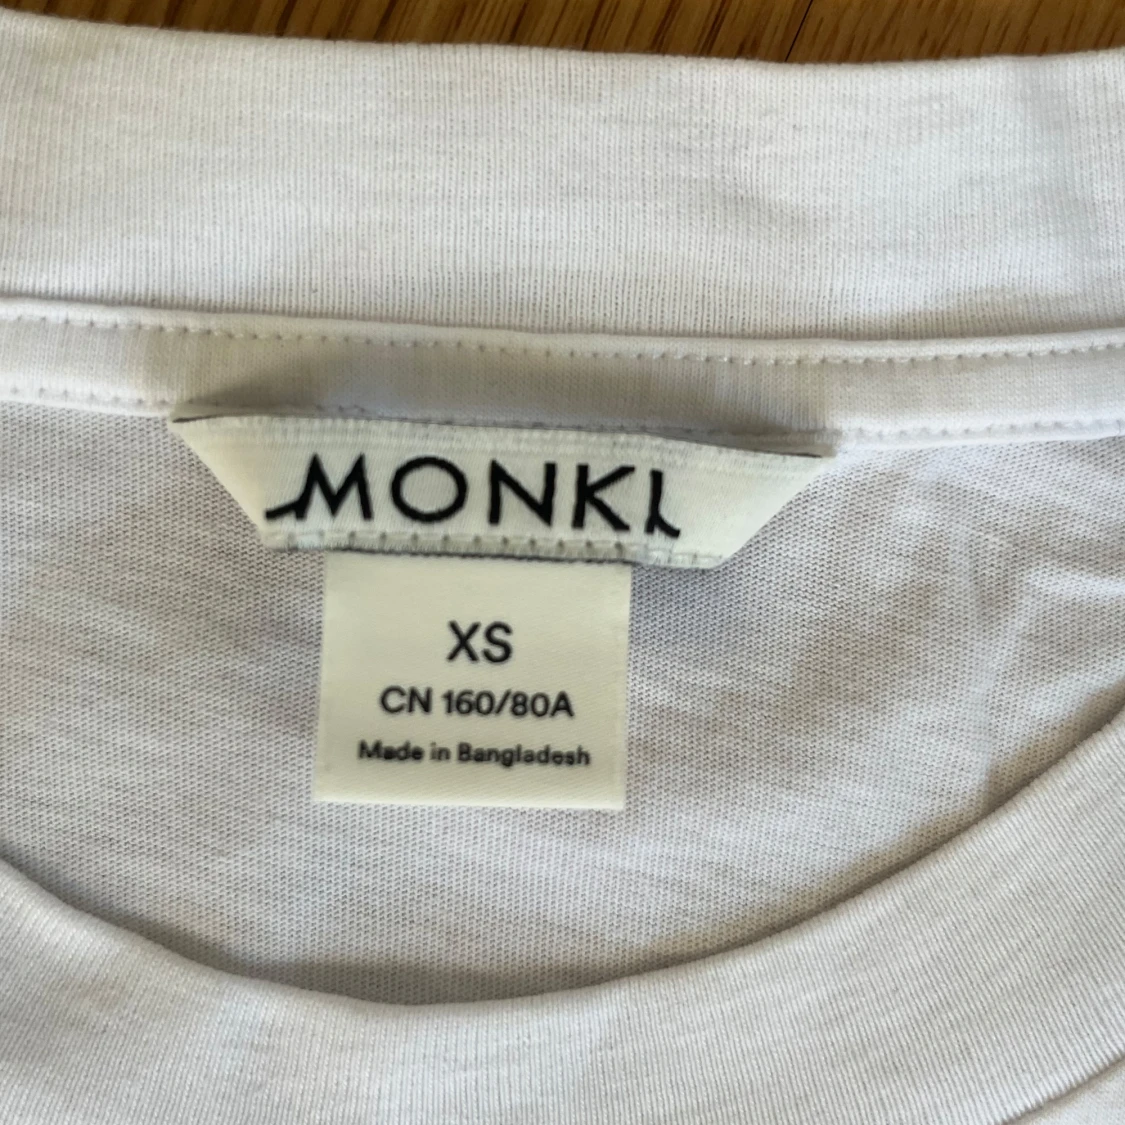 MONKI
XS
CN 160/80A
Made in Bangladesh